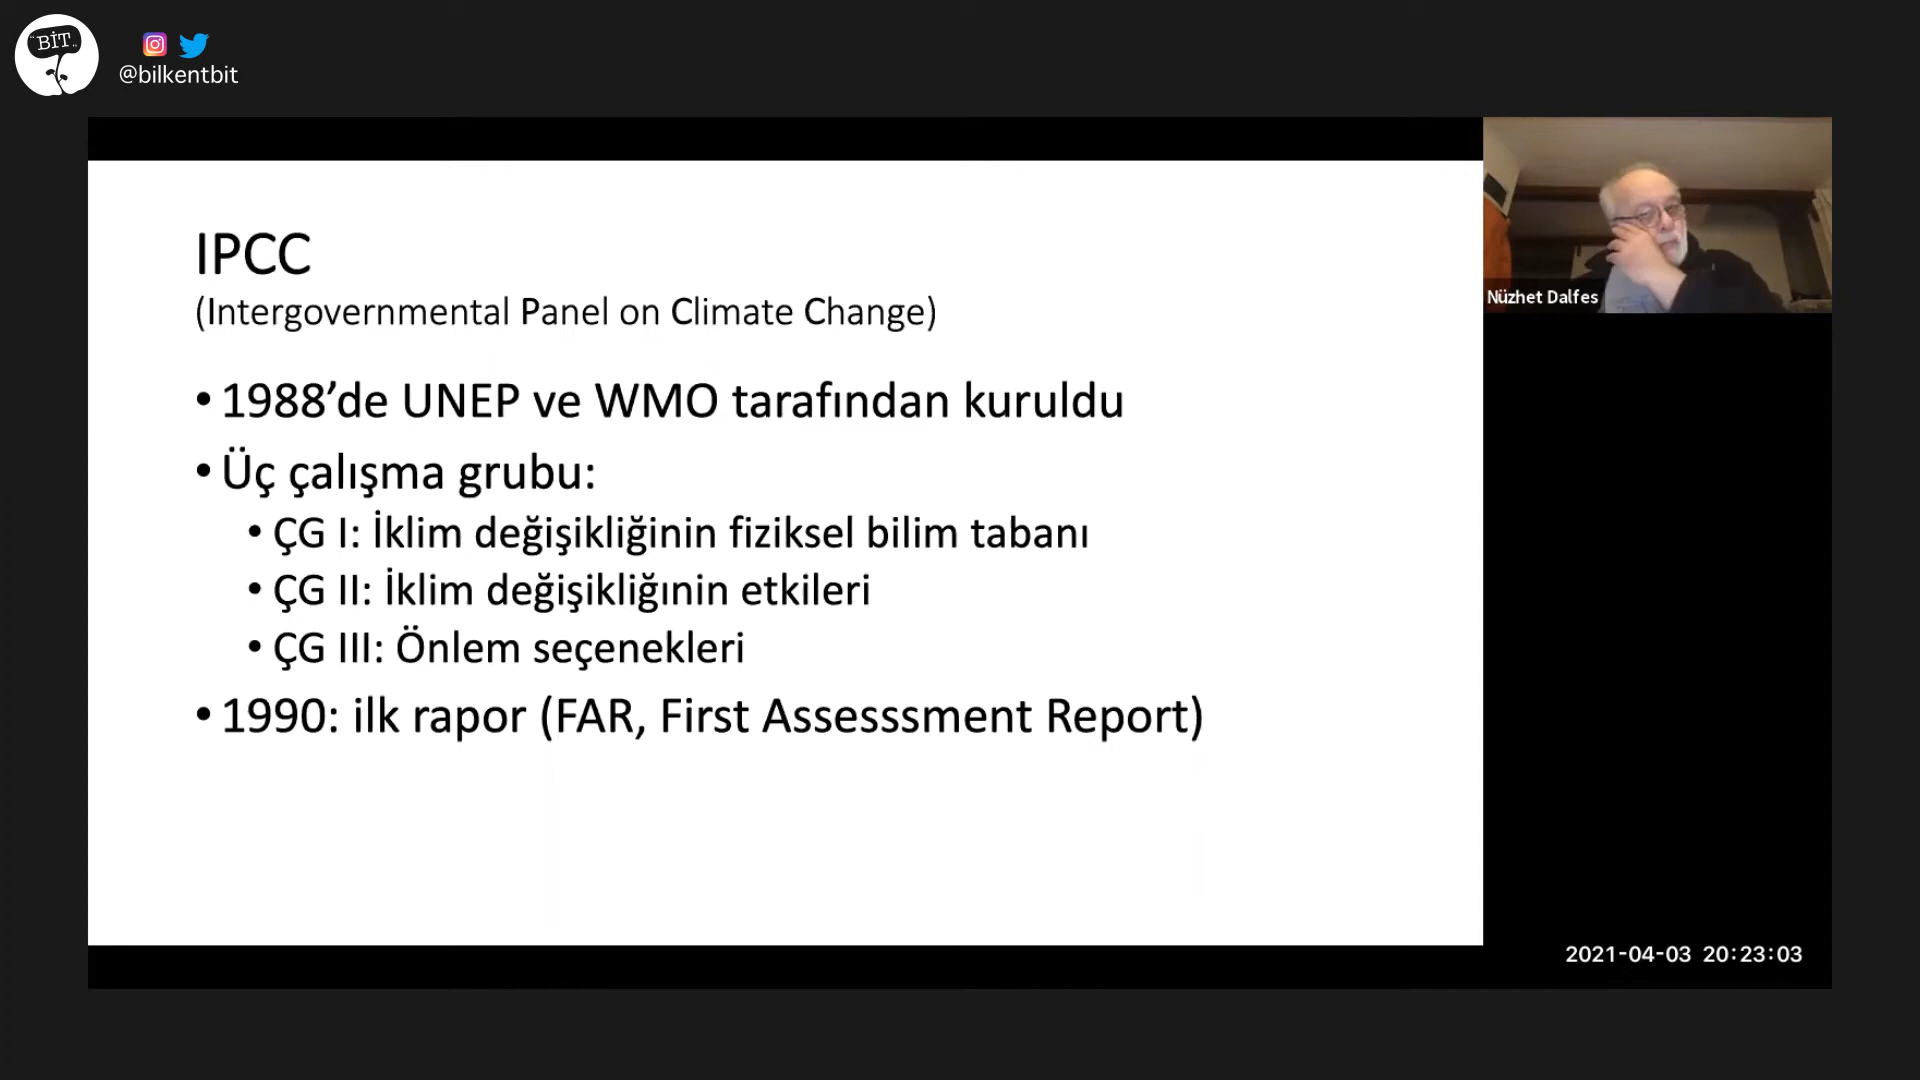 BİT
@bilkentbit
IPCC
(Intergovernmental Panel on Climate Change)
• 1988’de UNEP ve WMO tarafından kuruldu
• Üç çalışma grubu:
• ÇG I: İklim değişikliğinin fiziksel bilim tabanı
• ÇG II: İklim değişikliğının etkileri
• ÇG III: Önlem seçenekleri
• 1990: ilk rapor (FAR, First Assesssment Report)
Nüzhet Dalfes
2021-04-03 20:23:03